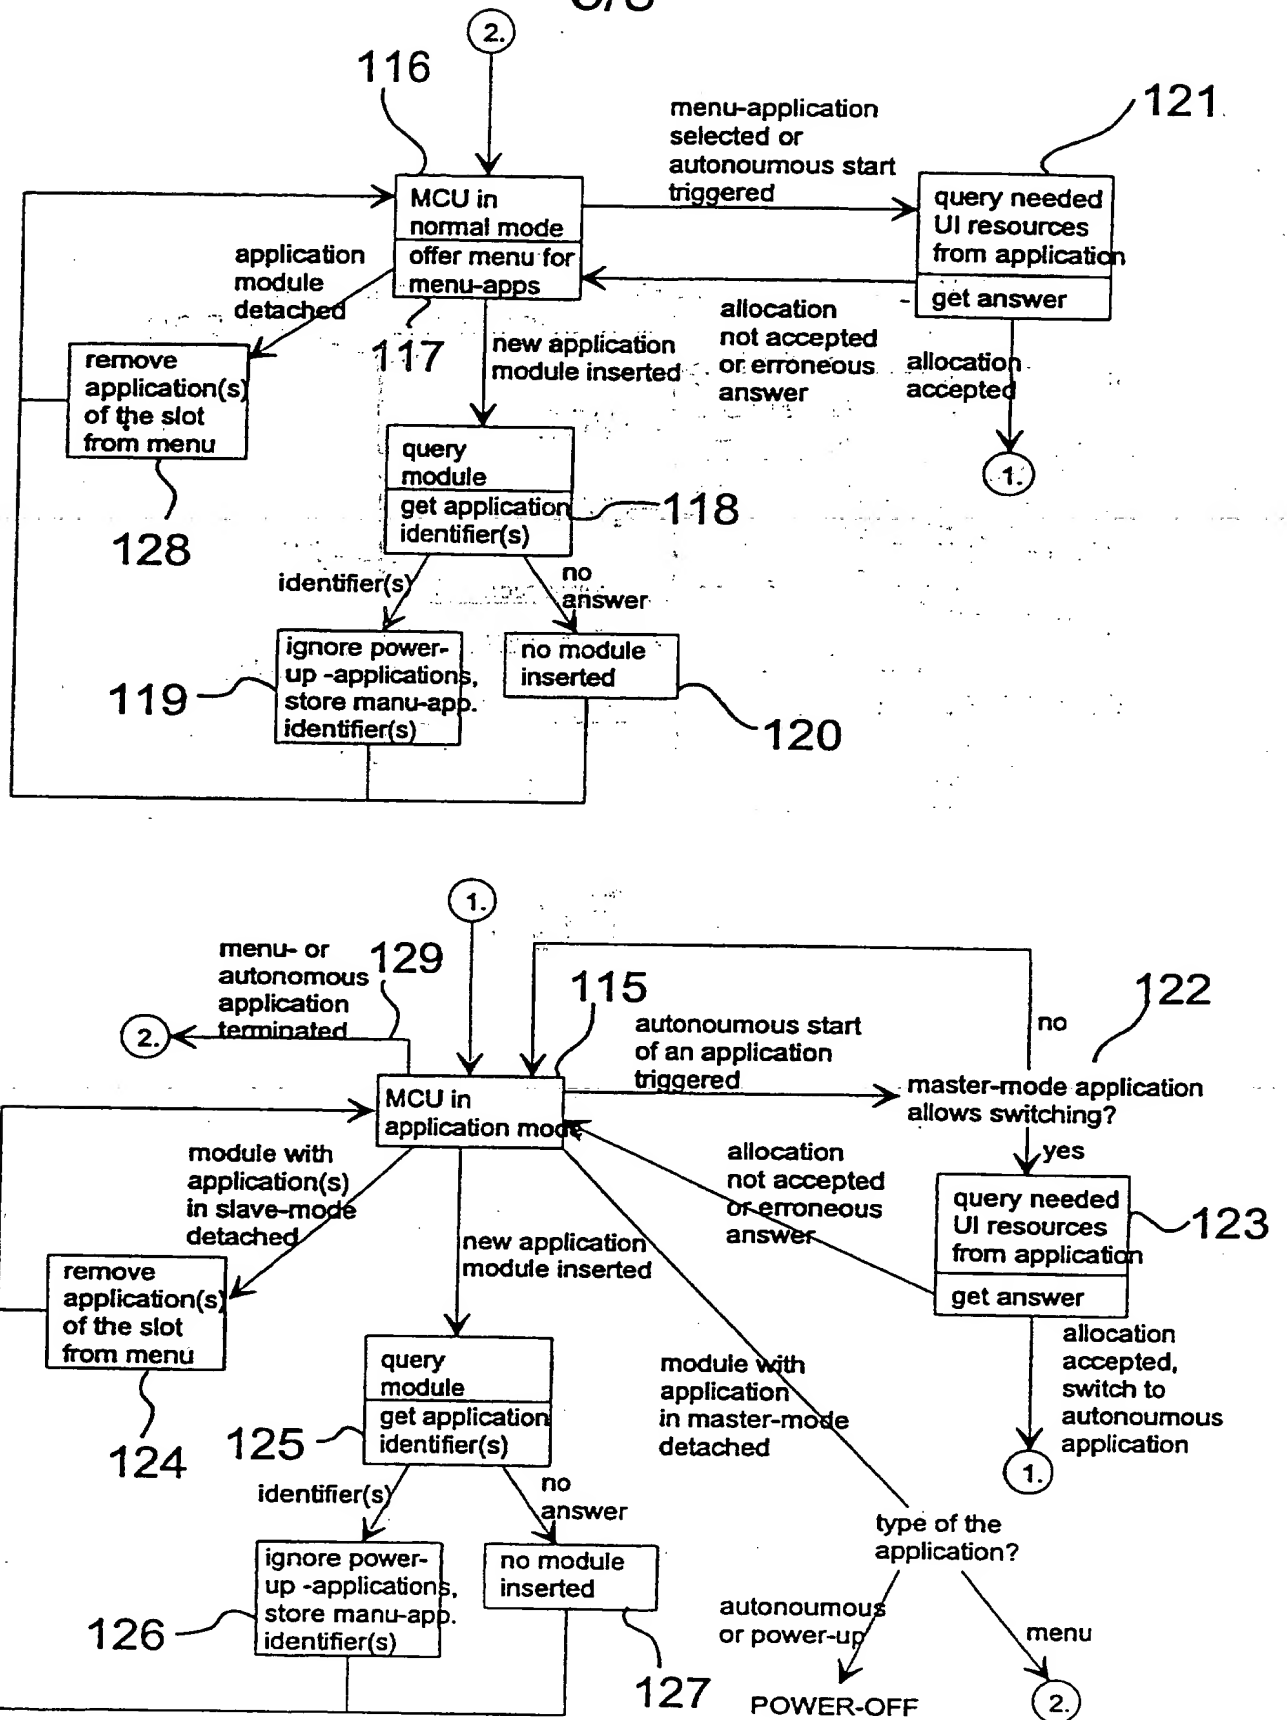 2.
116
menu-application
selected or
autonoumous start
triggered
121
MCU in
normal mode
offer menu for
menu-apps
query needed
UI resources
from application
get answer
application
module
detached
117
new application
module inserted
allocation
not accepted
or erroneous
answer
allocation
accepted
1.
remove
application(s)
of the slot
from menu
128
query
module
get application
identifier(s)
118
identifier(s)
no
answer
ignore power-
up -applications,
store manu-app.
identifier(s)
119
no module
inserted
120
1.
menu- or
autonomous
application
terminated
129
2.
115
autonoumous start
of an application
triggered
no
122
MCU in
application mode
master-mode application
allows switching?
yes
module with
application(s)
in slave-mode
detached
new application
module inserted
allocation
not accepted
or erroneous
answer
query needed
UI resources
from application
get answer
123
remove
application(s)
of the slot
from menu
124
query
module
get application
identifier(s)
125
module with
application
in master-mode
detached
allocation
accepted,
switch to
autonoumous
application
1.
identifier(s)
no
answer
ignore power-
up -applications,
store manu-app.
identifier(s)
126
no module
inserted
127
type of the
application?
autonoumous
or power-up
menu
POWER-OFF
2.